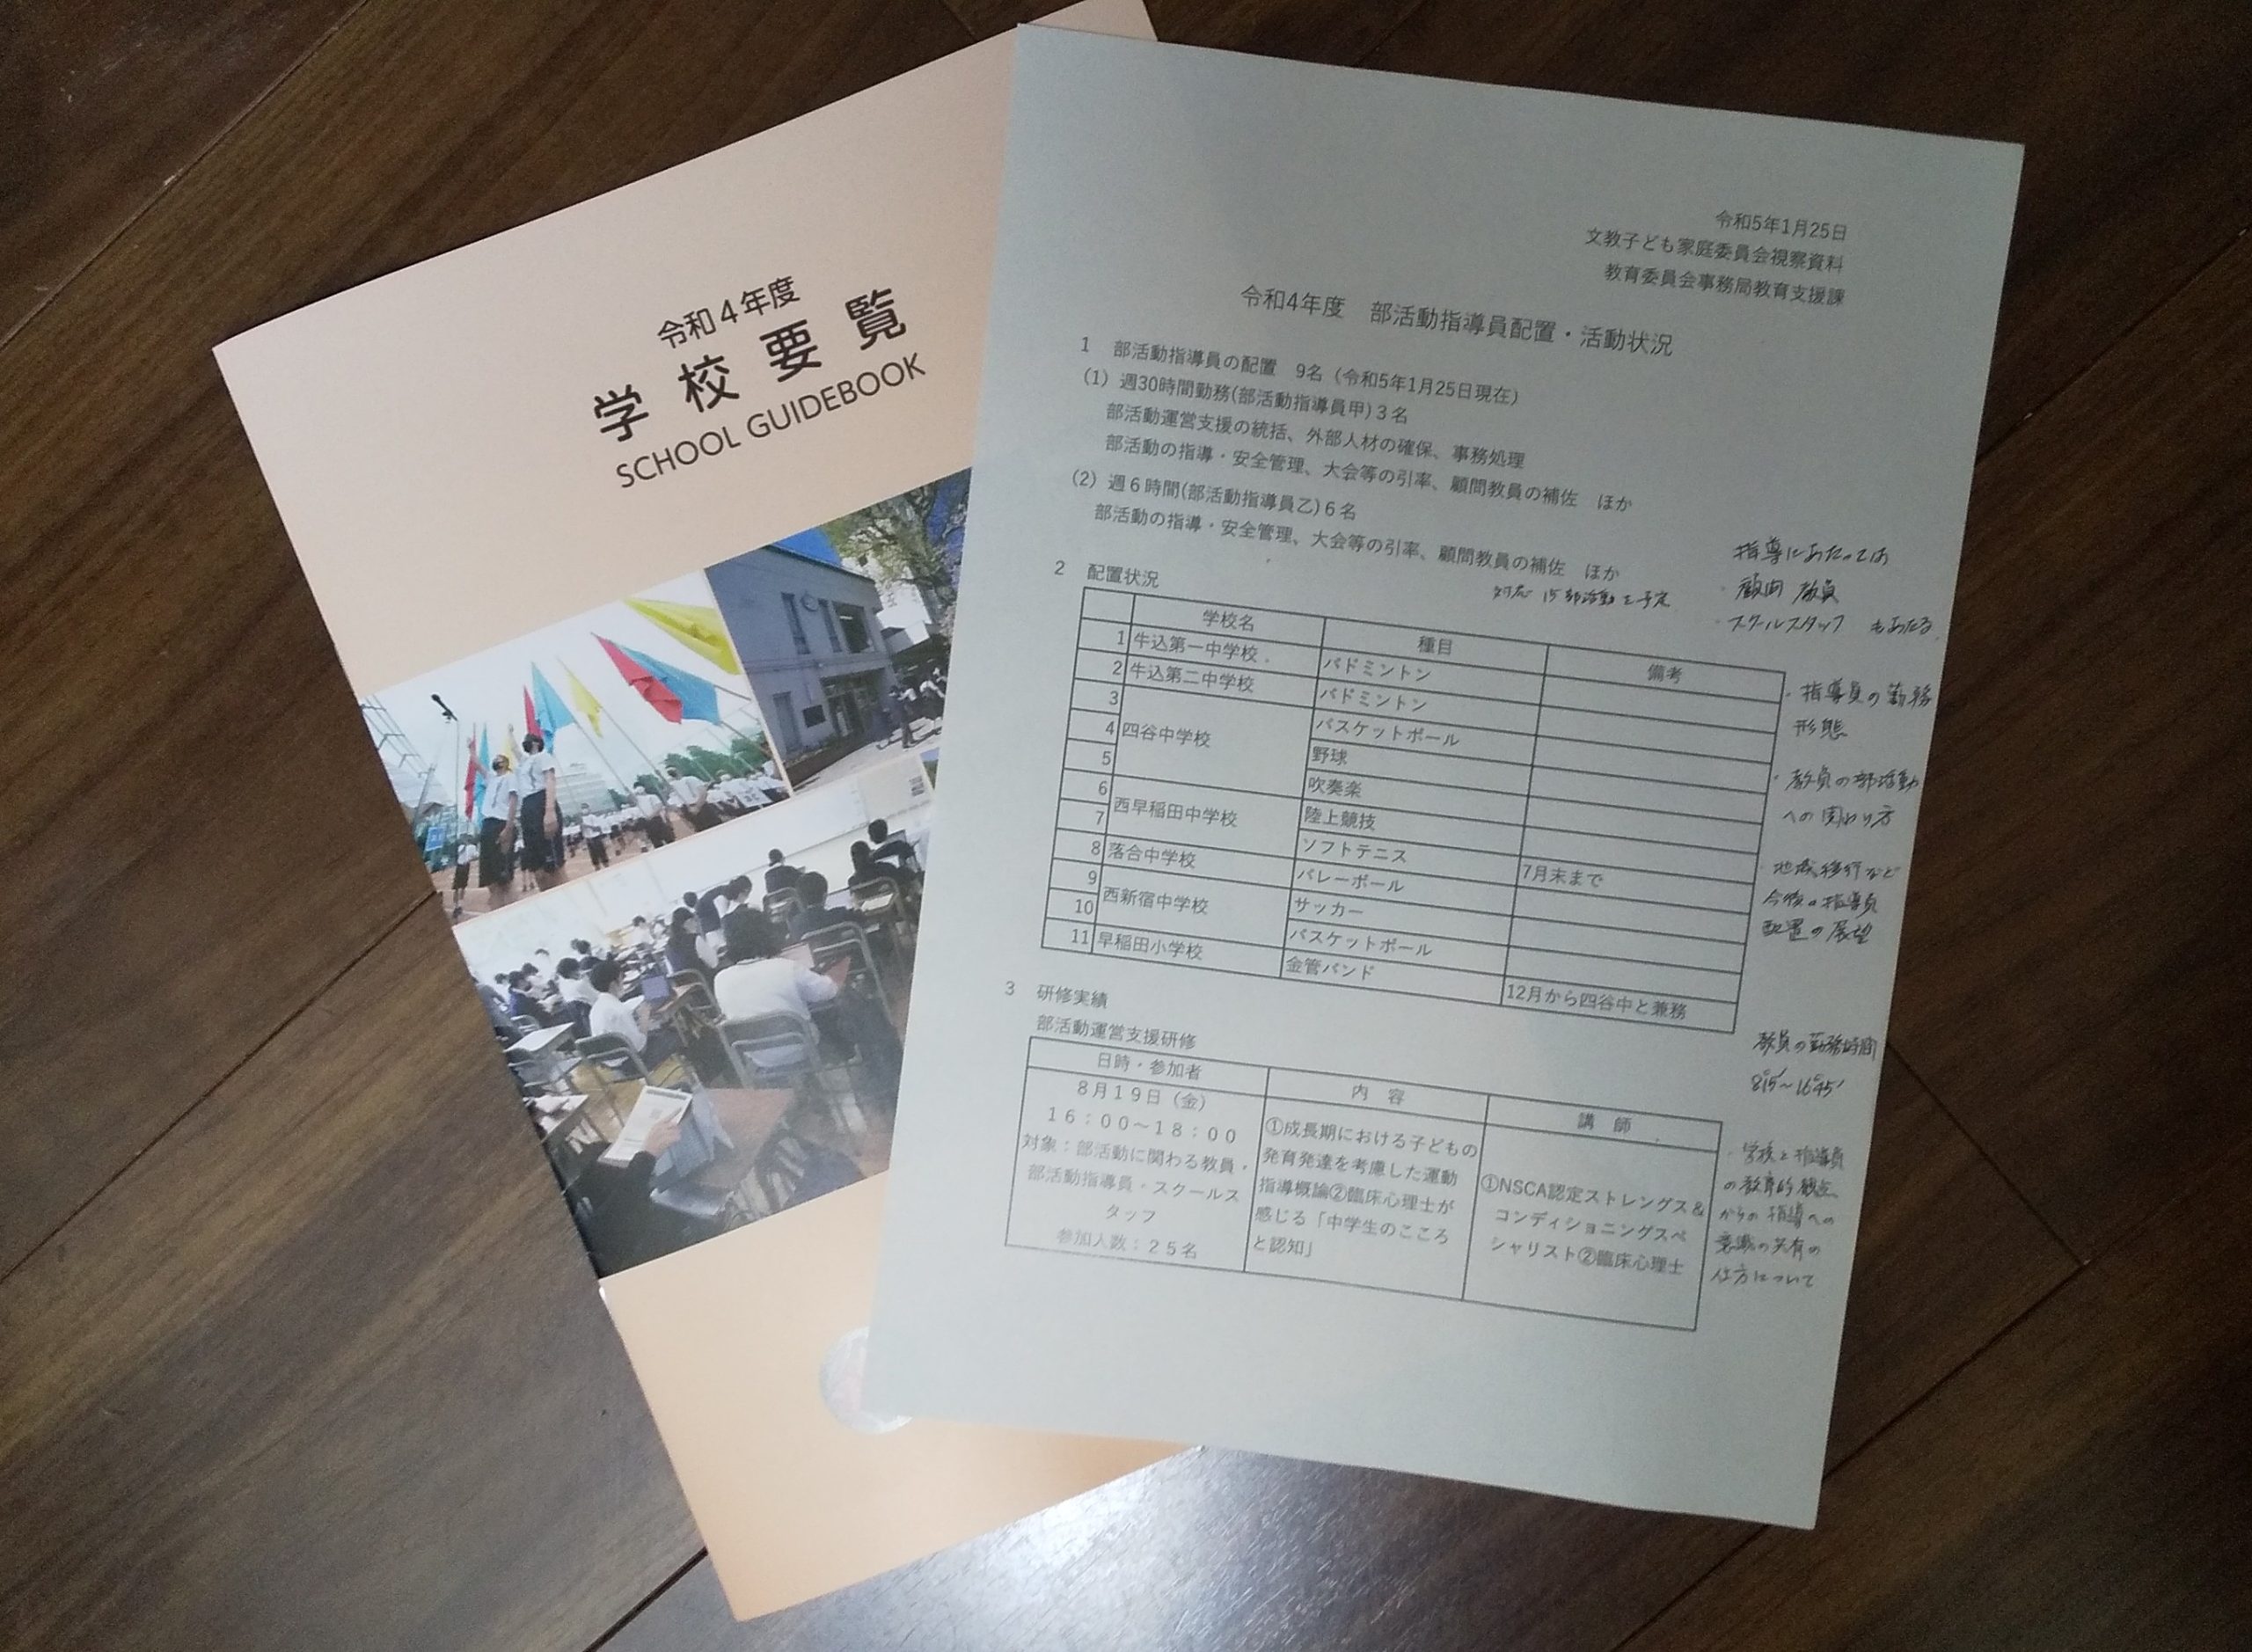 令和4年度
学校要覧
SCHOOL GUIDEBOOK
令和5年1月25日
文教子ども家庭委員会視察資料
教育委員会事務局教育支援課
令和4年度　部活動指導員配置・活動状況
1　部活動指導員の配置　9名（令和5年1月25日現在）
（1）週30時間勤務(部活動指導員甲)３名
部活動運営支援の統括、外部人材の確保、事務処理
部活動の指導・安全管理、大会等の引率、顧問教員の補佐　ほか
（2）週６時間(部活動指導員乙)６名
部活動の指導・安全管理、大会等の引率、顧問教員の補佐　ほか
2　配置状況
対応 15部活動を予定
学校名 種目 備考
1 牛込第一中学校 バドミントン
2 牛込第二中学校 バドミントン
3 バスケットボール
4 四谷中学校 野球
5 吹奏楽
6 西早稲田中学校 陸上競技
7 ソフトテニス 7月末まで
8 落合中学校 バレーボール
9 西新宿中学校 サッカー
10 バスケットボール
11 早稲田小学校 金管バンド 12月から四谷中と兼務
3　研修実績
部活動運営支援研修
日時・参加者 内　容 講　師
８月１９日（金）
１６：００～１８：００
対象：部活動に関わる教員・
部活動指導員・スクールス
タッフ
参加人数：２５名
①成長期における子どもの
発育発達を考慮した運動
指導概論②臨床心理士が
感じる「中学生のこころ
と認知」
①NSCA認定ストレングス＆
コンディショニングスペ
シャリスト②臨床心理士
指導にあたっては
・顧問 教員
・スクールスタッフ もあたる
・指導員の勤務
形態
・教員の部活動
への関わり方
・地域移行など
今後の指導員
配置の展望
教員の勤務時間
8°15′～16°45′
・学校と指導員
の教育的観点
からの指導への
意識の共有の
仕方について